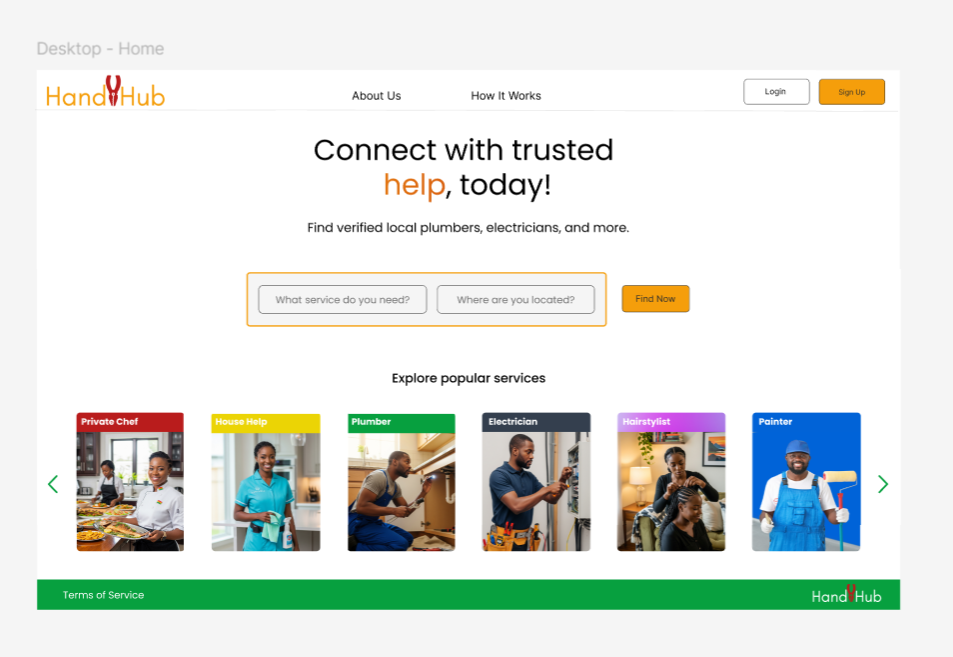 Desktop - Home
HandyHub
About Us
How It Works
Login
Sign Up
Connect with trusted
help, today!
Find verified local plumbers, electricians, and more.
What service do you need?
Where are you located?
Find Now
Explore popular services
Private Chef
House Help
Plumber
Electrician
Hairstylist
Painter
Terms of Service
HandyHub